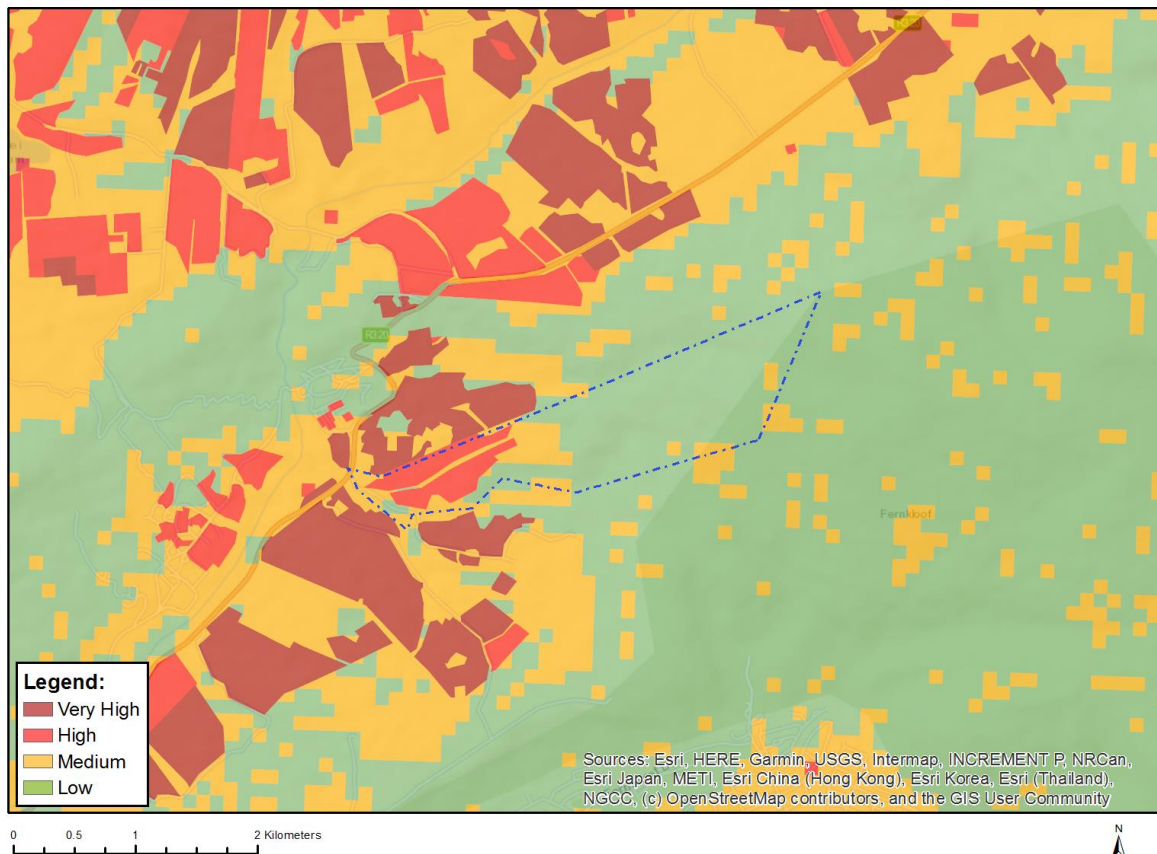 R320
Fernkloof
Legend:
Very High
High
Medium
Low
Sources: Esri, HERE, Garmin, USGS, Intermap, INCREMENT P, NRCan,
Esri Japan, METI, Esri China (Hong Kong), Esri Korea, Esri (Thailand),
NGCC, (c) OpenStreetMap contributors, and the GIS User Community
0 0.5 1 2 Kilometers
N